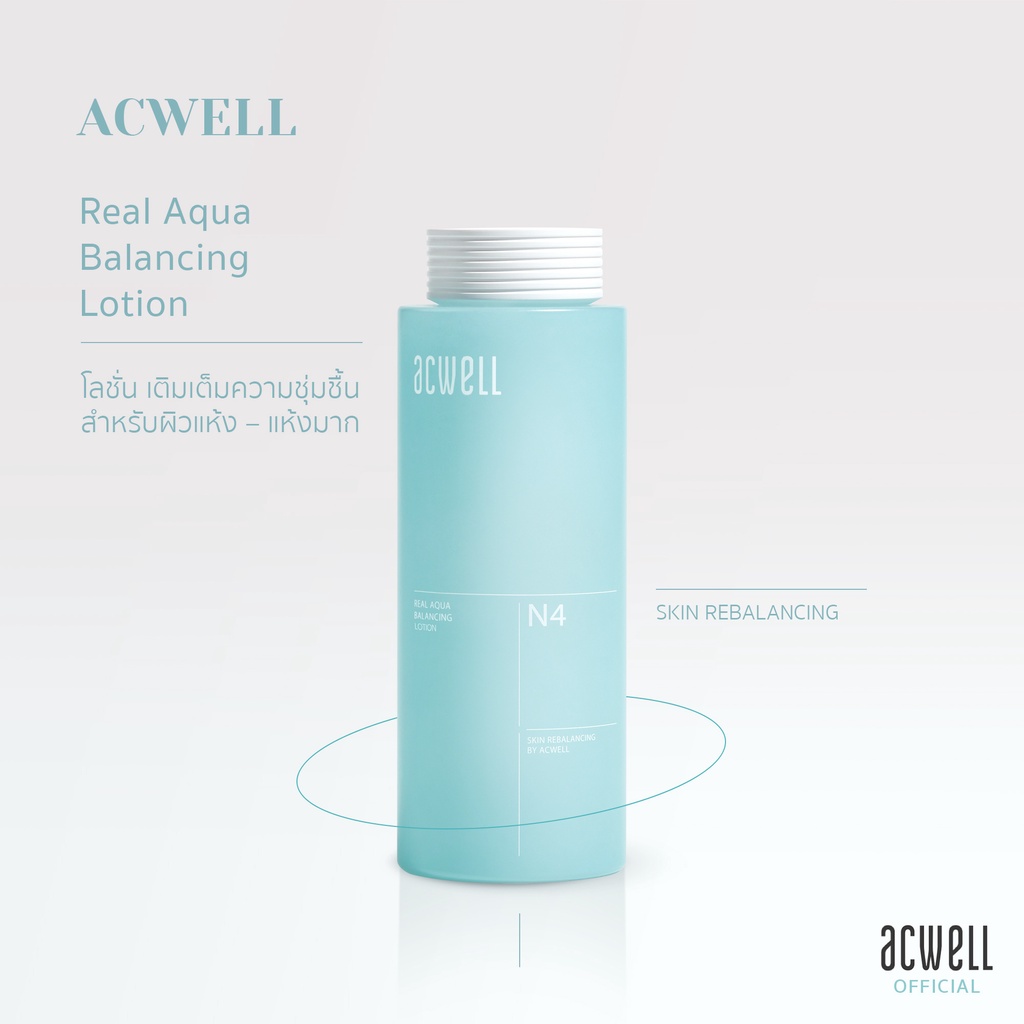 ACWELL
Real Aqua
Balancing
Lotion
โลชั่น เติมเต็มความชุ่มชื้น
สำหรับผิวแห้ง – แห้งมาก
acwell
REAL AQUA
BALANCING
LOTION
N4
SKIN REBALANCING
BY ACWELL
SKIN REBALANCING
acwell
OFFICIAL